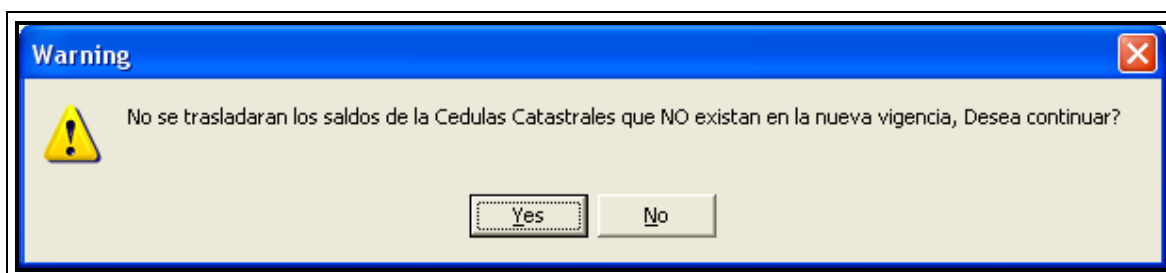 Warning
No se trasladaran los saldos de la Cedulas Catastrales que NO existan en la nueva vigencia, Desea continuar?
Yes
No